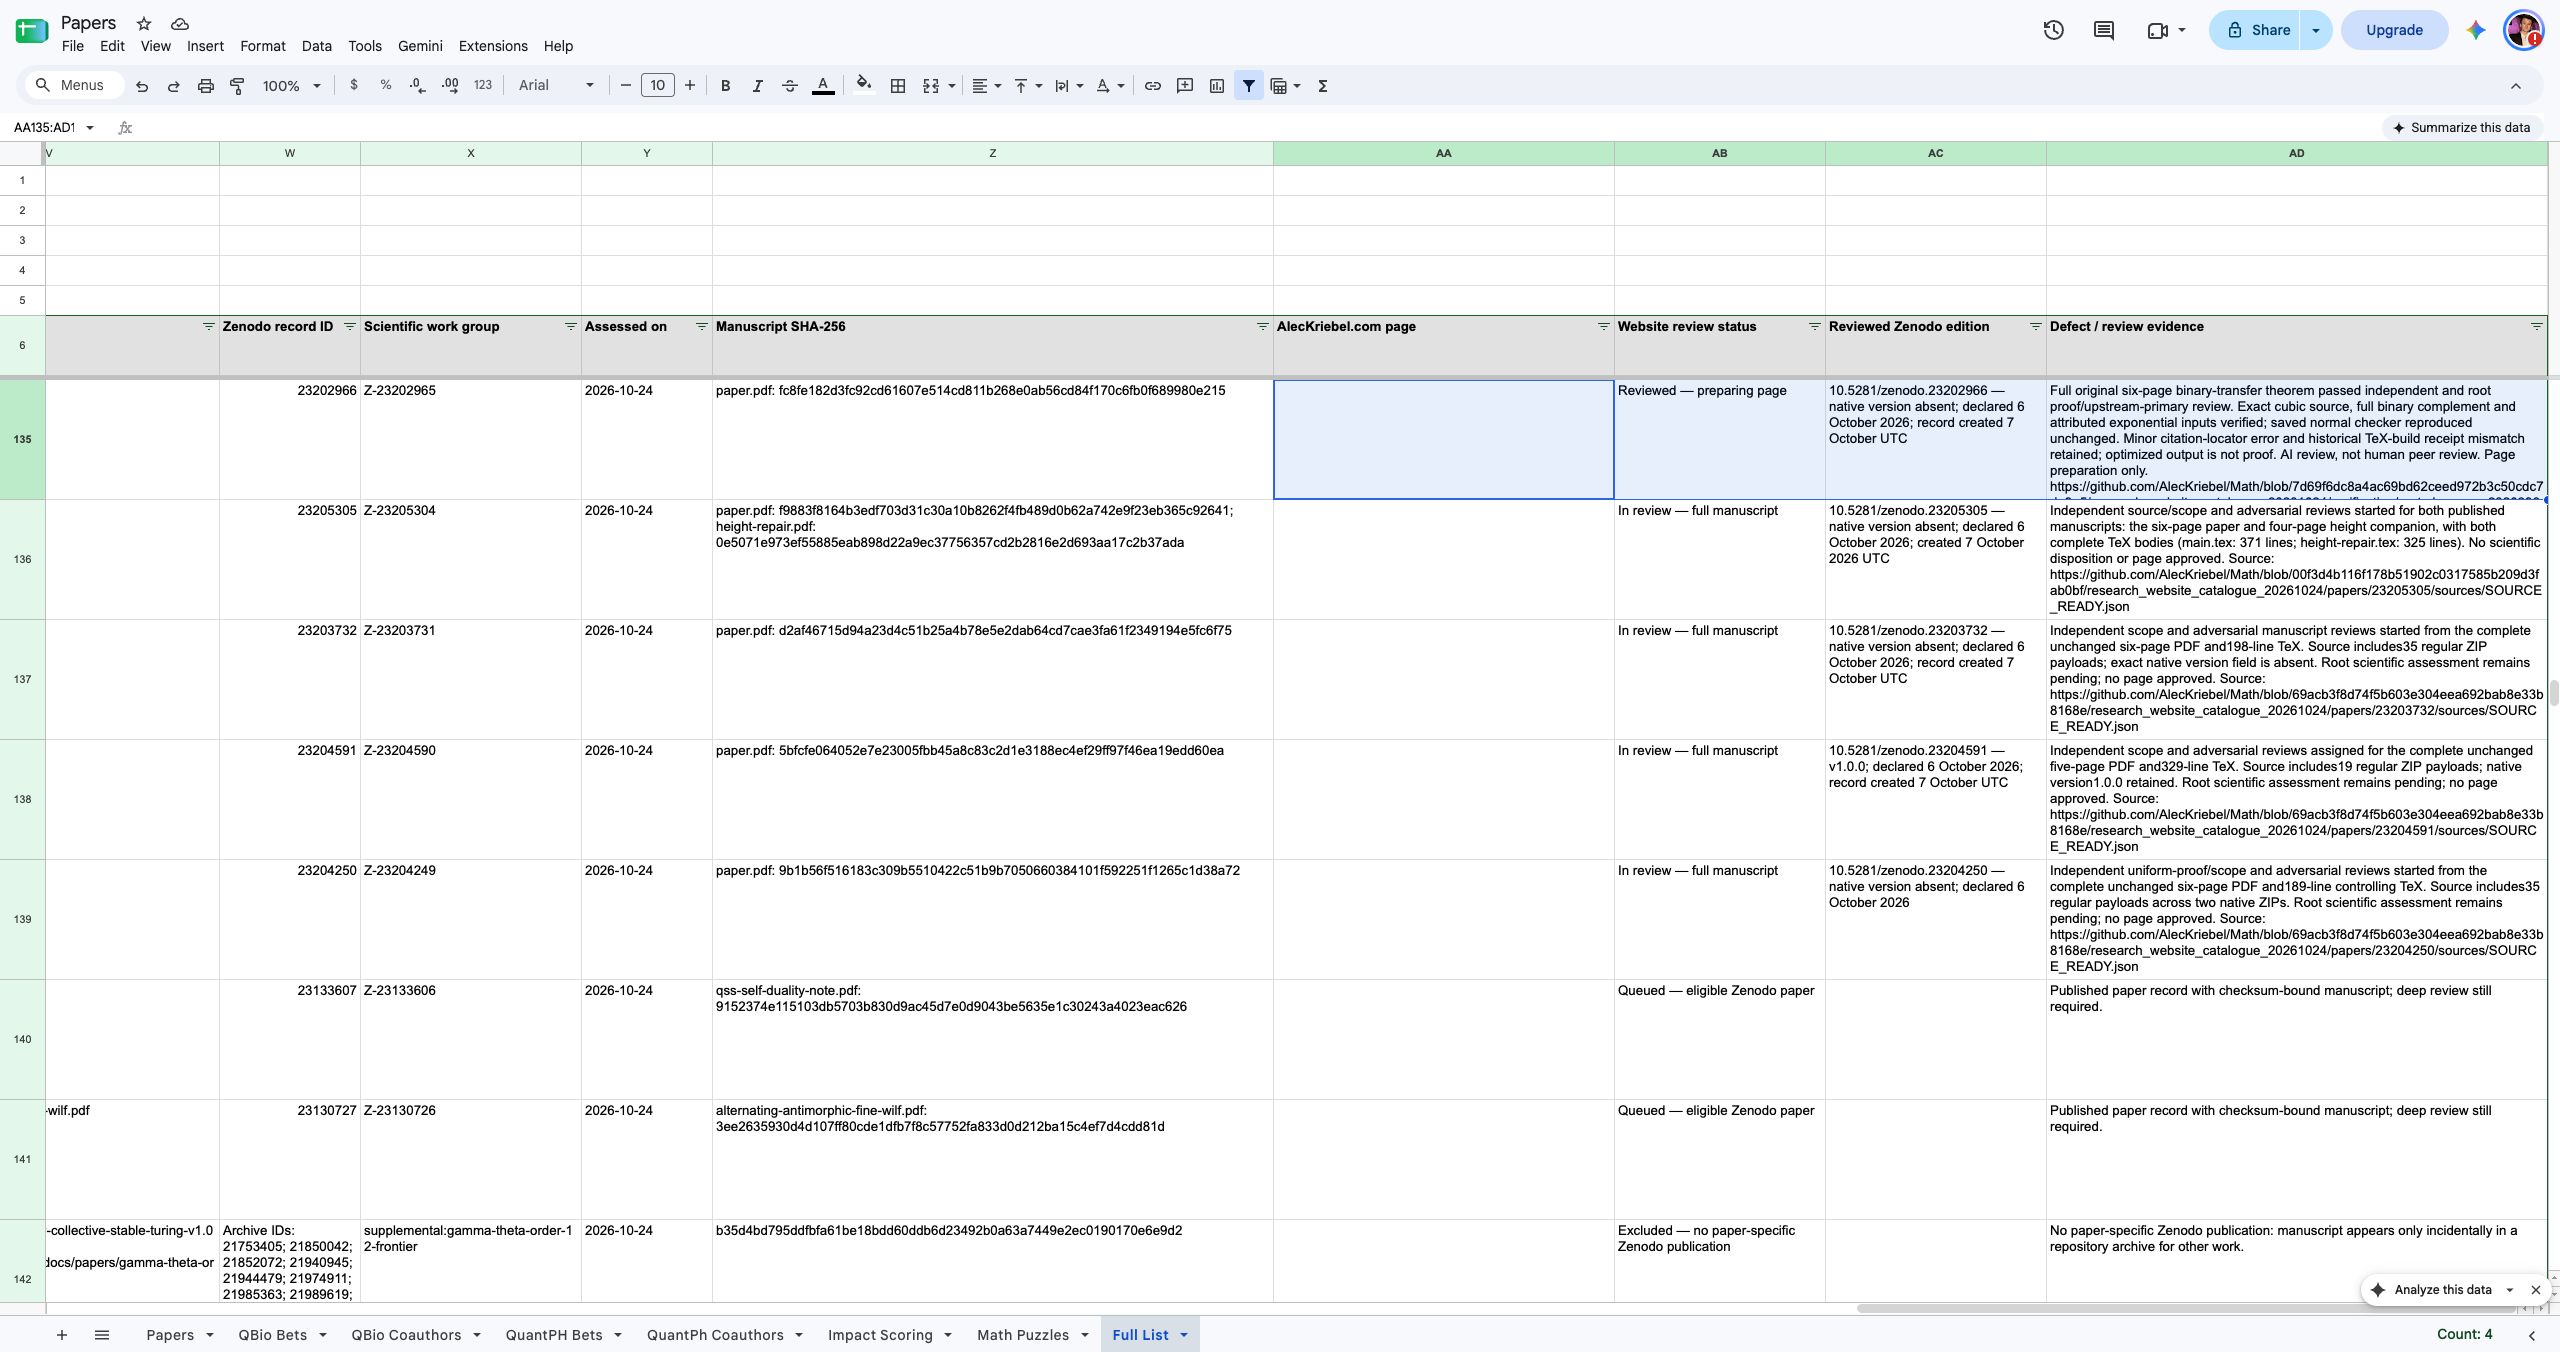 Papers
File Edit View Insert Format Data Tools Gemini Extensions Help
Share
Upgrade
Menus
100%
$ % .0 .00 123
Arial
10
B I A
Σ
AA135:AD1
fx
Summarize this data
V W X Y Z AA AB AC AD
1
2
3
4
5
6
Zenodo record ID Scientific work group Assessed on Manuscript SHA-256 AlecKriebel.com page Website review status Reviewed Zenodo edition Defect / review evidence
135
23202966 Z-23202965 2026-10-24
paper.pdf: fc8fe182d3fc92cd61607e514cd811b268e0ab56cd84f170c6fb0f689980e215
Reviewed — preparing page
10.5281/zenodo.23202966 —
native version absent; declared 6
October 2026; record created 7
October UTC
Full original six-page binary-transfer theorem passed independent and root
proof/upstream-primary review. Exact cubic source, full binary complement and
attributed exponential inputs verified; saved normal checker reproduced
unchanged. Minor citation-locator error and historical TeX-build receipt mismatch
retained; optimized output is not proof. AI review, not human peer review. Page
preparation only.
https://github.com/AlecKriebel/Math/blob/7d69f6dc8a4ac69bd62ceed972b3c50cdc7
136
23205305 Z-23205304 2026-10-24
paper.pdf: f9883f8164b3edf703d31c30a10b8262f4fb489d0b62a742e9f23eb365c92641;
height-repair.pdf:
0e5071e973ef55885eab898d22a9ec37756357cd2b2816e2d693aa17c2b37ada
In review — full manuscript
10.5281/zenodo.23205305 —
native version absent; declared 6
October 2026; created 7 October
2026 UTC
Independent source/scope and adversarial reviews started for both published
manuscripts: the six-page paper and four-page height companion, with both
complete TeX bodies (main.tex: 371 lines; height-repair.tex: 325 lines). No scientific
disposition or page approved. Source:
https://github.com/AlecKriebel/Math/blob/00f3d4b116f178b51902c0317585b209d3f
ab0bf/research_website_catalogue_20261024/papers/23205305/sources/SOURCE
_READY.json
137
23203732 Z-23203731 2026-10-24
paper.pdf: d2af46715d94a23d4c51b25a4b78e5e2dab64cd7cae3fa61f2349194e5fc6f75
In review — full manuscript
10.5281/zenodo.23203732 —
native version absent; declared 6
October 2026; record created 7
October UTC
Independent scope and adversarial manuscript reviews started from the complete
unchanged six-page PDF and198-line TeX. Source includes35 regular ZIP
payloads; exact native version field is absent. Root scientific assessment remains
pending; no page approved. Source:
https://github.com/AlecKriebel/Math/blob/69acb3f8d74f5b603e304eea692bab8e33b
8168e/research_website_catalogue_20261024/papers/23203732/sources/SOURC
E_READY.json
138
23204591 Z-23204590 2026-10-24
paper.pdf: 5bfcfe064052e7e23005fbb45a8c83c2d1e3188ec4ef29ff97f46ea19edd60ea
In review — full manuscript
10.5281/zenodo.23204591 —
v1.0.0; declared 6 October 2026;
record created 7 October UTC
Independent scope and adversarial reviews assigned for the complete unchanged
five-page PDF and329-line TeX. Source includes19 regular ZIP payloads; native
version1.0.0 retained. Root scientific assessment remains pending; no page
approved. Source:
https://github.com/AlecKriebel/Math/blob/69acb3f8d74f5b603e304eea692bab8e33b
8168e/research_website_catalogue_20261024/papers/23204591/sources/SOURC
E_READY.json
139
23204250 Z-23204249 2026-10-24
paper.pdf: 9b1b56f516183c309b5510422c51b9b7050660384101f592251f1265c1d38a72
In review — full manuscript
10.5281/zenodo.23204250 —
native version absent; declared 6
October 2026
Independent uniform-proof/scope and adversarial reviews started from the
complete unchanged six-page PDF and189-line controlling TeX. Source includes35
regular payloads across two native ZIPs. Root scientific assessment remains
pending; no page approved. Source:
https://github.com/AlecKriebel/Math/blob/69acb3f8d74f5b603e304eea692bab8e33b
8168e/research_website_catalogue_20261024/papers/23204250/sources/SOURC
E_READY.json
140
23133607 Z-23133606 2026-10-24
qss-self-duality-note.pdf:
9152374e115103db5703b830d9ac45d7e0d9043be5635e1c30243a4023eac626
Queued — eligible Zenodo paper
Published paper record with checksum-bound manuscript; deep review still
required.
141
-wilf.pdf
23130727 Z-23130726 2026-10-24
alternating-antimorphic-fine-wilf.pdf:
3ee2635930d4d107ff80cde1dfb7f8c57752fa833d0d212ba15c4ef7d4cdd81d
Queued — eligible Zenodo paper
Published paper record with checksum-bound manuscript; deep review still
required.
142
-collective-stable-turing-v1.0
docs/papers/gamma-theta-or
Archive IDs:
21753405; 21850042;
21852072; 21940945;
21944479; 21974911;
21985363; 21989619;
supplemental:gamma-theta-order-1
2-frontier
2026-10-24
b35d4bd795ddfbfa61be18bdd60ddb6d23492b0a63a7449e2ec0190170e6e9d2
Excluded — no paper-specific
Zenodo publication
No paper-specific Zenodo publication: manuscript appears only incidentally in a
repository archive for other work.
Analyze this data
Papers QBio Bets QBio Coauthors QuantPH Bets QuantPh Coauthors Impact Scoring Math Puzzles Full List
Count: 4